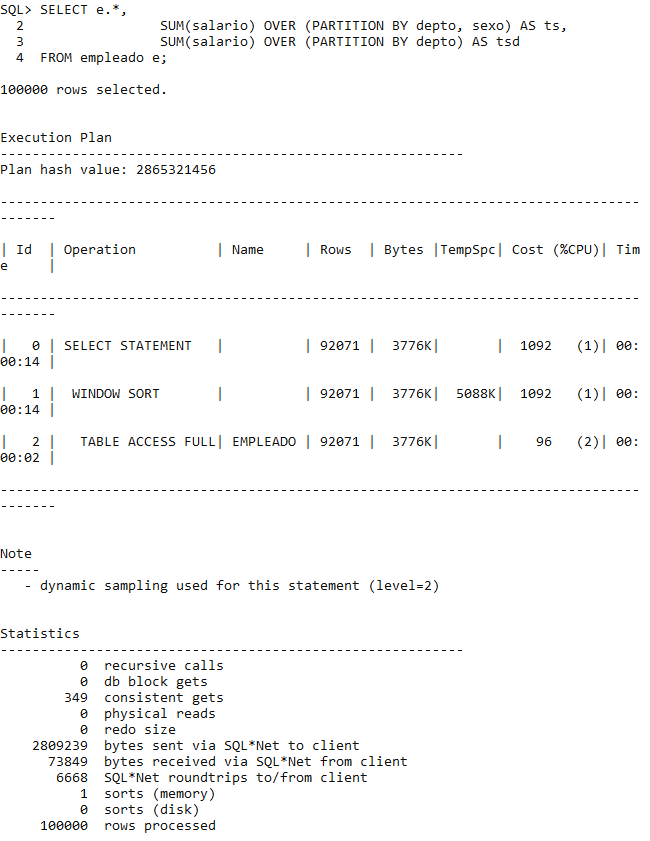 SQL> SELECT e.*,
  2                 SUM(salario) OVER (PARTITION BY depto, sexo) AS ts,
  3                 SUM(salario) OVER (PARTITION BY depto) AS tsd
  4  FROM empleado e;
100000 rows selected.
Execution Plan
----------------------------------------------------------
Plan hash value: 2865321456
--------------------------------------------------------------------------------
-------
| Id  | Operation          | Name     | Rows  | Bytes |TempSpc| Cost (%CPU)| Tim
e     |
--------------------------------------------------------------------------------
-------
|   0 | SELECT STATEMENT   |          | 92071 |  3776K|       |  1092   (1)| 00:
00:14 |
|   1 |  WINDOW SORT       |          | 92071 |  3776K|  5088K|  1092   (1)| 00:
00:14 |
|   2 |   TABLE ACCESS FULL| EMPLEADO | 92071 |  3776K|       |    96   (2)| 00:
00:02 |
--------------------------------------------------------------------------------
-------
Note
-----
   - dynamic sampling used for this statement (level=2)
Statistics
----------------------------------------------------------
          0  recursive calls
          0  db block gets
        349  consistent gets
          0  physical reads
          0  redo size
    2809239  bytes sent via SQL*Net to client
      73849  bytes received via SQL*Net from client
       6668  SQL*Net roundtrips to/from client
          1  sorts (memory)
          0  sorts (disk)
     100000  rows processed